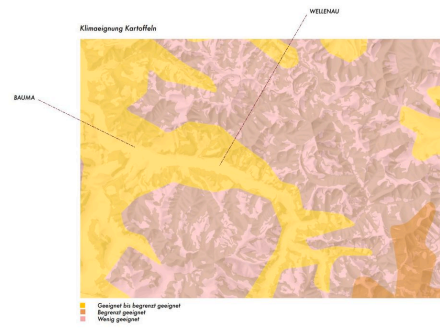 WELLENAU
Klimaeignung Kartoffeln
BAUMA
Geeignet bis begrenzt geeignet
Begrenzt geeignet
Wenig geeignet